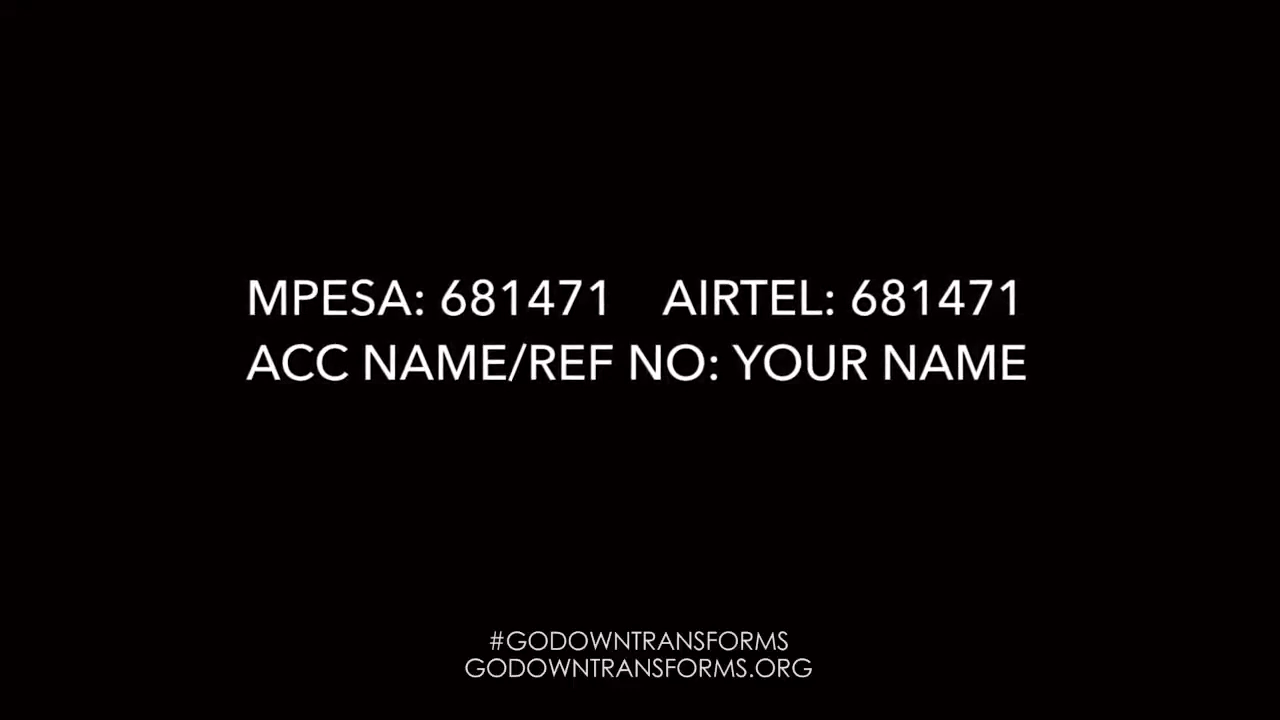 MPESA: 681471 AIRTEL: 681471
ACC NAME/REF NO: YOUR NAME
#GODOWNTRANSFORMS
GODOWNTRANSFORMS.ORG